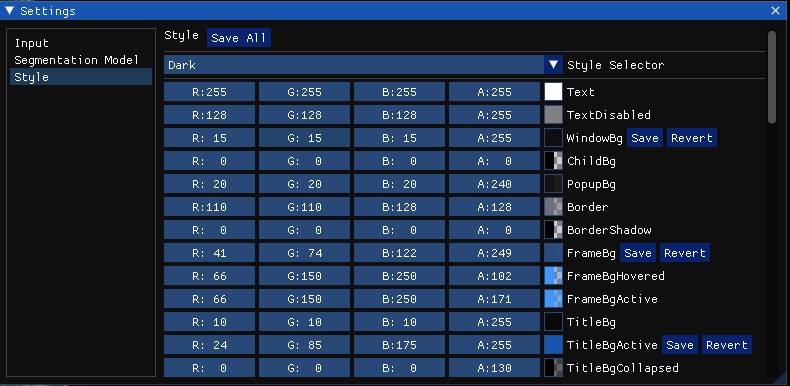 Settings
Input
Segmentation Model
Style
Style Save All
Dark Style Selector
R:255 G:255 B:255 A:255 Text
R:128 G:128 B:128 A:255 TextDisabled
R: 15 G: 15 B: 15 A:255 WindowBg Save Revert
R: 0 G: 0 B: 0 A: 0 ChildBg
R: 20 G: 20 B: 20 A:240 PopupBg
R:110 G:110 B:128 A:128 Border
R: 0 G: 0 B: 0 A: 0 BorderShadow
R: 41 G: 74 B:122 A:249 FrameBg Save Revert
R: 66 G:150 B:250 A:102 FrameBgHovered
R: 66 G:150 B:250 A:171 FrameBgActive
R: 10 G: 10 B: 10 A:255 TitleBg
R: 24 G: 85 B:175 A:255 TitleBgActive Save Revert
R: 0 G: 0 B: 0 A:130 TitleBgCollapsed